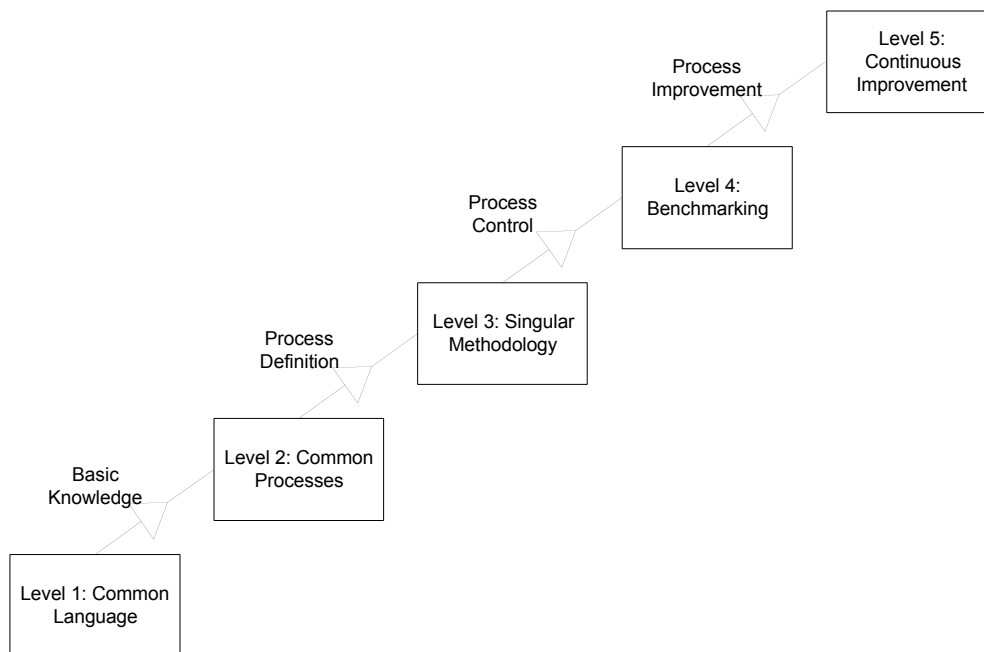 Level 5:
Continuous
Improvement
Process
Improvement
Level 4:
Benchmarking
Process
Control
Level 3: Singular
Methodology
Process
Definition
Level 2: Common
Processes
Basic
Knowledge
Level 1: Common
Language